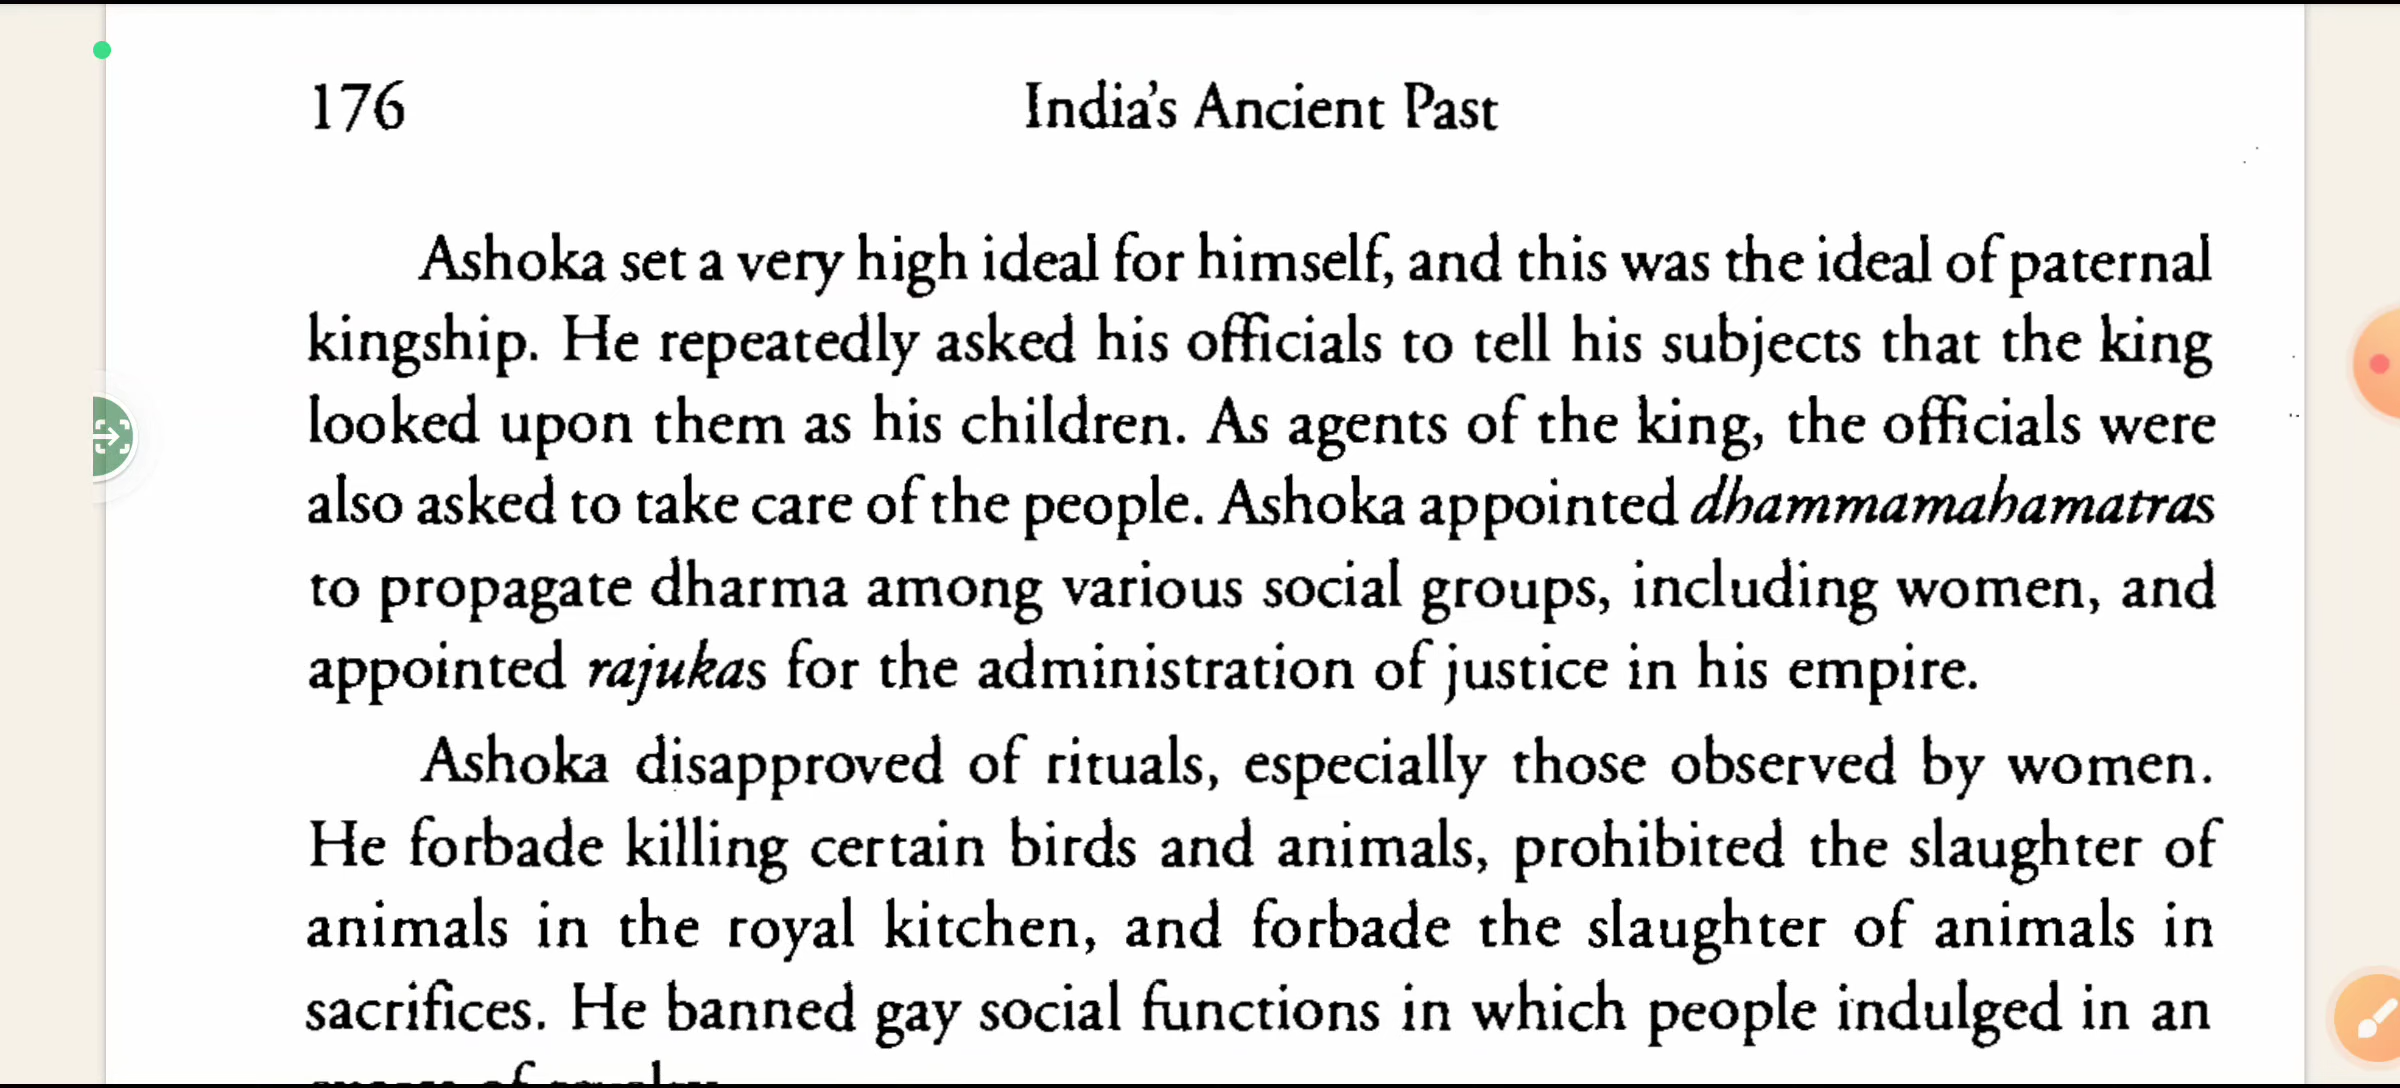 176
India's Ancient Past
Ashoka set a very high ideal for himself, and this was the ideal of paternal
kingship. He repeatedly asked his officials to tell his subjects that the king
looked upon them as his children. As agents of the king, the officials were
also asked to take care of the people. Ashoka appointed dhammamahamatras
to propagate dharma among various social groups, including women, and
appointed rajukas for the administration of justice in his empire.
Ashoka disapproved of rituals, especially those observed by women.
He forbade killing certain birds and animals, prohibited the slaughter of
animals in the royal kitchen, and forbade the slaughter of animals in
sacrifices. He banned gay social functions in which people indulged in an